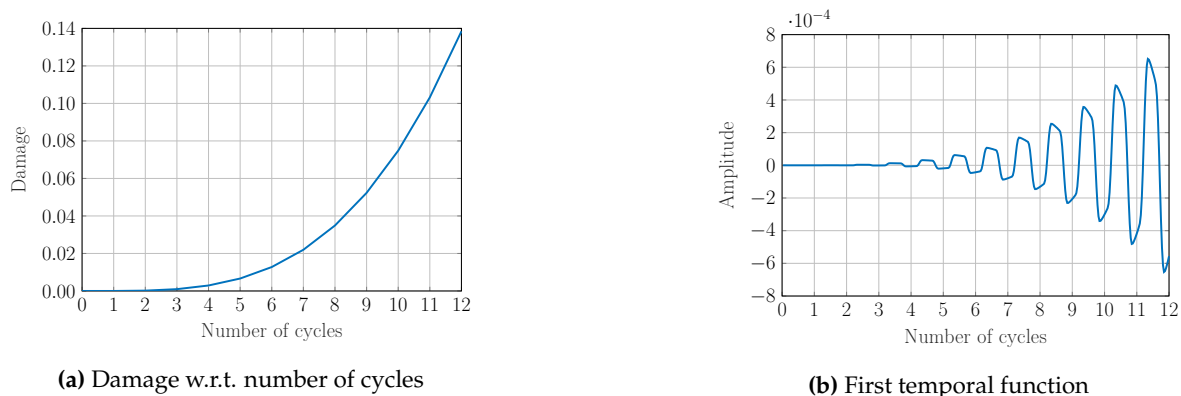 0.14
0.12
0.10
0.08
0.06
0.04
0.02
0.00
Damage
0 1 2 3 4 5 6 7 8 9 10 11 12
Number of cycles
(a) Damage w.r.t. number of cycles
·10−4
8
6
4
2
0
−2
−4
−6
−8
Amplitude
0 1 2 3 4 5 6 7 8 9 10 11 12
Number of cycles
(b) First temporal function